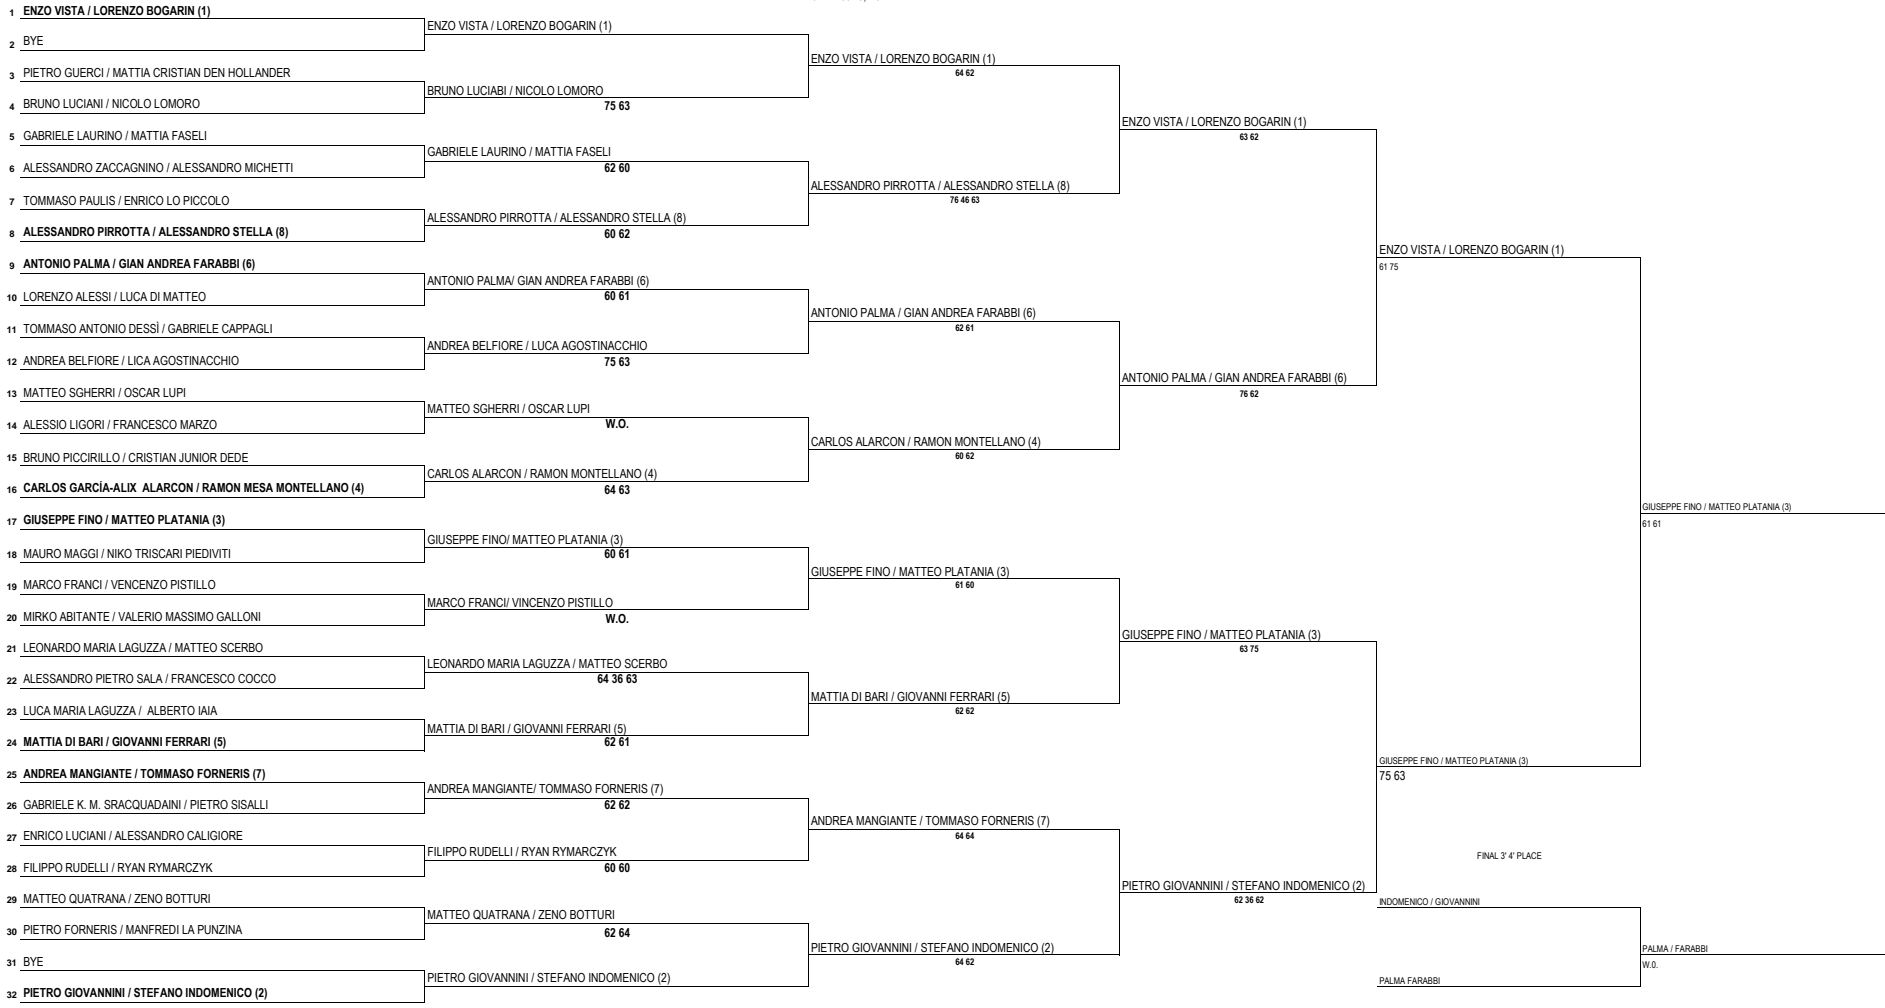 1 ENZO VISTA / LORENZO BOGARIN (1)
2 BYE
3 PIETRO GUERCI / MATTIA CRISTIAN DEN HOLLANDER
4 BRUNO LUCIANI / NICOLO LOMORO
5 GABRIELE LAURINO / MATTIA FASELI
6 ALESSANDRO ZACCAGNINO / ALESSANDRO MICHETTI
7 TOMMASO PAULIS / ENRICO LO PICCOLO
8 ALESSANDRO PIRROTTA / ALESSANDRO STELLA (8)
9 ANTONIO PALMA / GIAN ANDREA FARABBI (6)
10 LORENZO ALESSI / LUCA DI MATTEO
11 TOMMASO ANTONIO DESSÌ / GABRIELE CAPPAGLI
12 ANDREA BELFIORE / LICA AGOSTINACCHIO
13 MATTEO SGHERRI / OSCAR LUPI
14 ALESSIO LIGORI / FRANCESCO MARZO
15 BRUNO PICCIRILLO / CRISTIAN JUNIOR DEDE
16 CARLOS GARCÍA-ALIX ALARCON / RAMON MESA MONTELLANO (4)
17 GIUSEPPE FINO / MATTEO PLATANIA (3)
18 MAURO MAGGI / NIKO TRISCARI PIEDIVITI
19 MARCO FRANCI / VENCENZO PISTILLO
20 MIRKO ABITANTE / VALERIO MASSIMO GALLONI
21 LEONARDO MARIA LAGUZZA / MATTEO SCERBO
22 ALESSANDRO PIETRO SALA / FRANCESCO COCCO
23 LUCA MARIA LAGUZZA / ALBERTO IAIA
24 MATTIA DI BARI / GIOVANNI FERRARI (5)
25 ANDREA MANGIANTE / TOMMASO FORNERIS (7)
26 GABRIELE K. M. SRACQUADAINI / PIETRO SISALLI
27 ENRICO LUCIANI / ALESSANDRO CALIGIORE
28 FILIPPO RUDELLI / RYAN RYMARCZYK
29 MATTEO QUATRANA / ZENO BOTTURI
30 PIETRO FORNERIS / MANFREDI LA PUNZINA
31 BYE
32 PIETRO GIOVANNINI / STEFANO INDOMENICO (2)
ENZO VISTA / LORENZO BOGARIN (1)
BRUNO LUCIABI / NICOLO LOMORO
75 63
GABRIELE LAURINO / MATTIA FASELI
62 60
ALESSANDRO PIRROTTA / ALESSANDRO STELLA (8)
60 62
ANTONIO PALMA/ GIAN ANDREA FARABBI (6)
60 61
ANDREA BELFIORE / LUCA AGOSTINACCHIO
75 63
MATTEO SGHERRI / OSCAR LUPI
W.O.
CARLOS ALARCON / RAMON MONTELLANO (4)
64 63
GIUSEPPE FINO/ MATTEO PLATANIA (3)
60 61
MARCO FRANCI/ VINCENZO PISTILLO
W.O.
LEONARDO MARIA LAGUZZA / MATTEO SCERBO
64 36 63
MATTIA DI BARI / GIOVANNI FERRARI (5)
62 61
ANDREA MANGIANTE/ TOMMASO FORNERIS (7)
62 62
FILIPPO RUDELLI / RYAN RYMARCZYK
60 60
MATTEO QUATRANA / ZENO BOTTURI
62 64
PIETRO GIOVANNINI / STEFANO INDOMENICO (2)
ENZO VISTA / LORENZO BOGARIN (1)
64 62
ALESSANDRO PIRROTTA / ALESSANDRO STELLA (8)
76 46 63
ANTONIO PALMA / GIAN ANDREA FARABBI (6)
62 61
CARLOS ALARCON / RAMON MONTELLANO (4)
60 62
GIUSEPPE FINO / MATTEO PLATANIA (3)
61 60
MATTIA DI BARI / GIOVANNI FERRARI (5)
62 62
ANDREA MANGIANTE / TOMMASO FORNERIS (7)
64 64
PIETRO GIOVANNINI / STEFANO INDOMENICO (2)
64 62
ENZO VISTA / LORENZO BOGARIN (1)
63 62
ANTONIO PALMA / GIAN ANDREA FARABBI (6)
76 62
GIUSEPPE FINO / MATTEO PLATANIA (3)
63 75
PIETRO GIOVANNINI / STEFANO INDOMENICO (2)
62 36 62
ENZO VISTA / LORENZO BOGARIN (1)
61 75
GIUSEPPE FINO / MATTEO PLATANIA (3)
75 63
GIUSEPPE FINO / MATTEO PLATANIA (3)
61 61
FINAL 3' 4' PLACE
INDOMENICO / GIOVANNINI
PALMA FARABBI
PALMA / FARABBI
W.0.